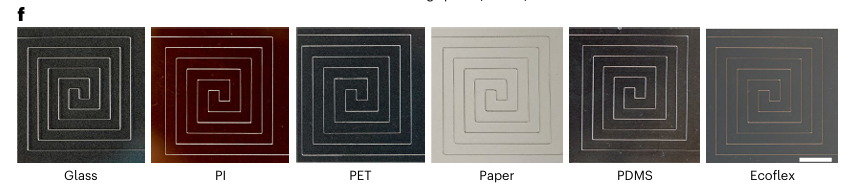 f
Glass
PI
PET
Paper
PDMS
Ecoflex